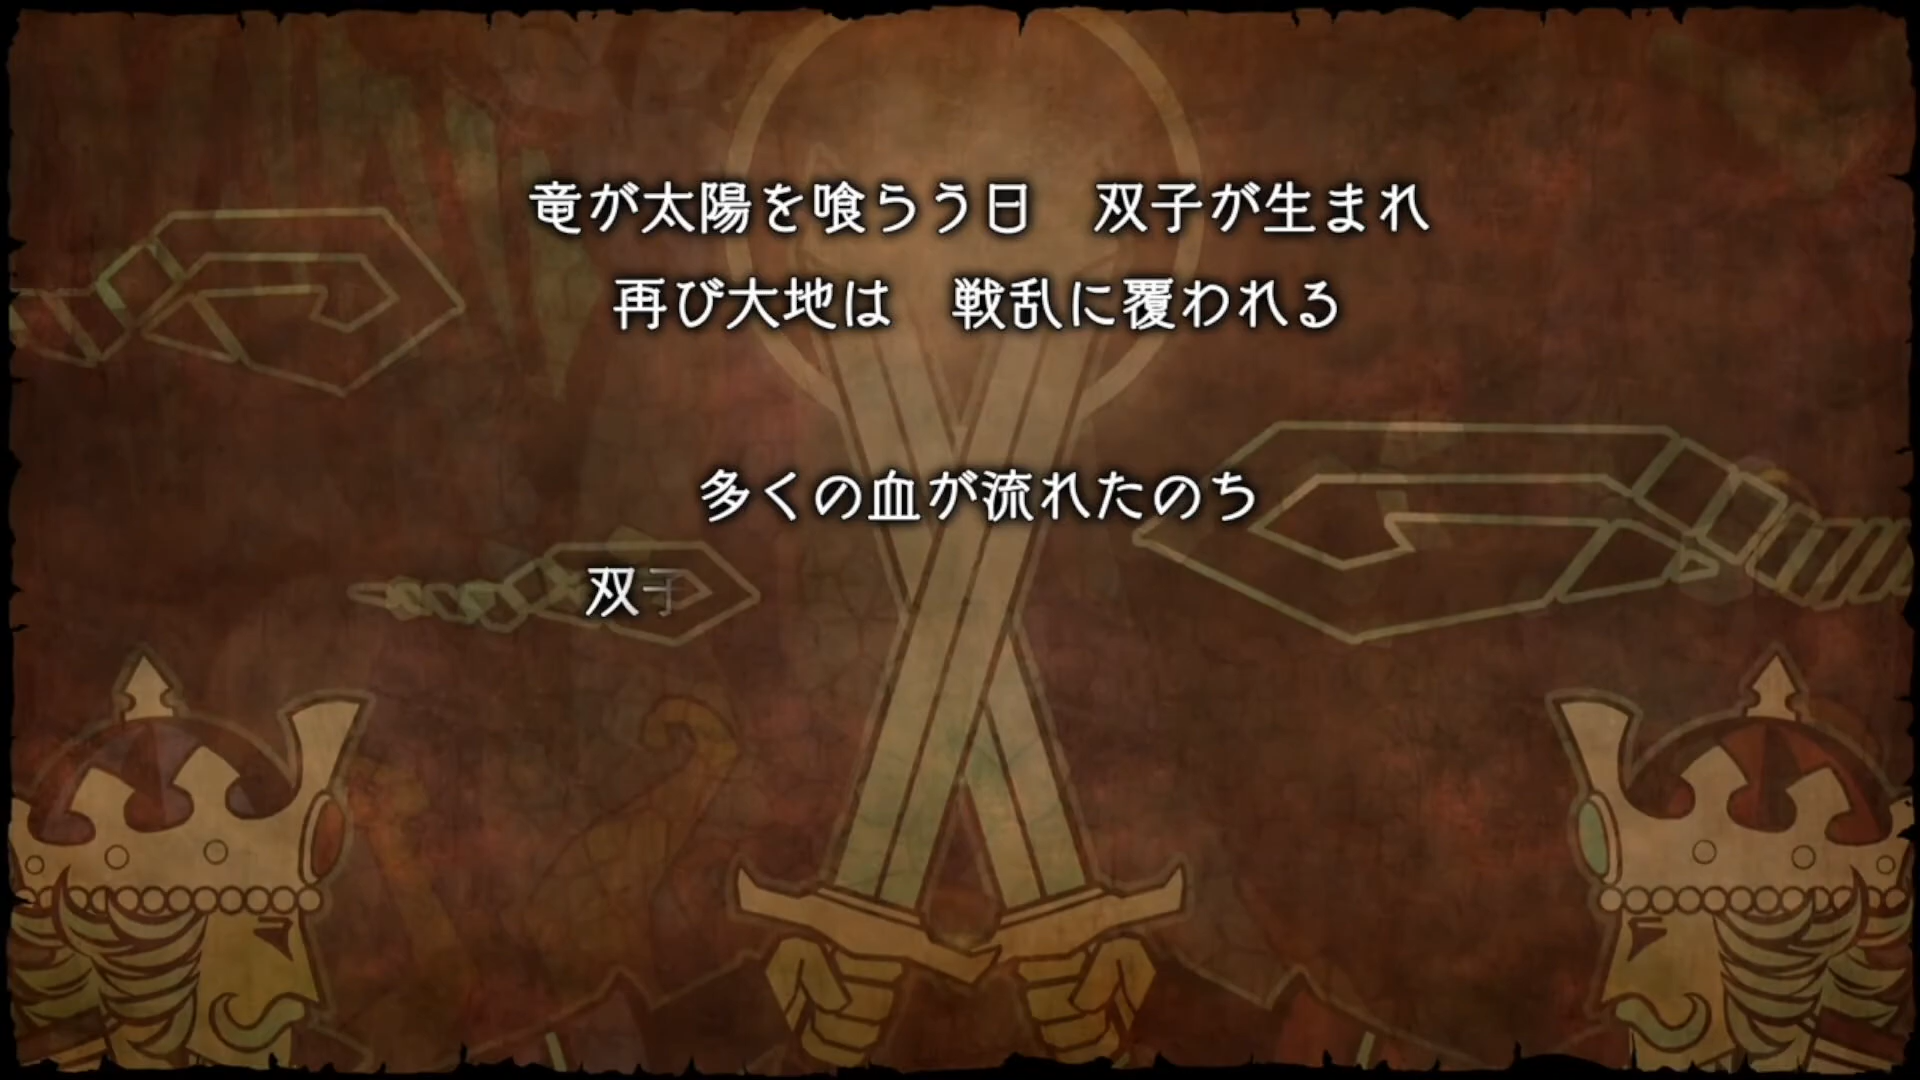 竜が太陽を喰らう日　双子が生まれ
再び大地は　戦乱に覆われる
多くの血が流れたのち
双子